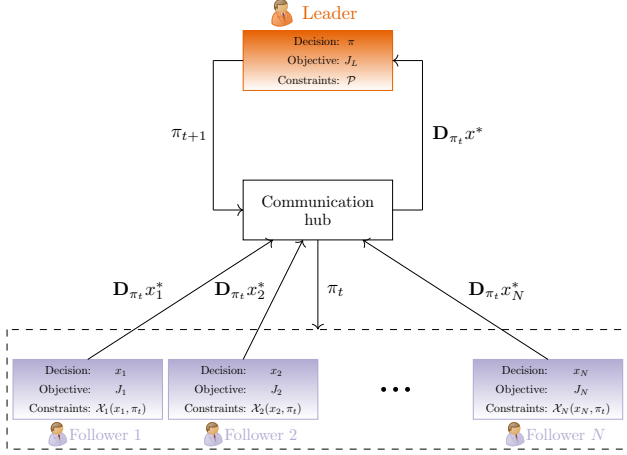 Leader
Decision: π
Objective: J_L
Constraints: 𝒫
π_{t+1}
𝐃_{π_t} x*
Communication
hub
𝐃_{π_t} x_1^*
𝐃_{π_t} x_2^*
π_t
𝐃_{π_t} x_N^*
Decision: x_1
Objective: J_1
Constraints: 𝒳_1(x_1, π_t)
Follower 1
Decision: x_2
Objective: J_2
Constraints: 𝒳_2(x_2, π_t)
Follower 2
•••
Decision: x_N
Objective: J_N
Constraints: 𝒳_N(x_N, π_t)
Follower N